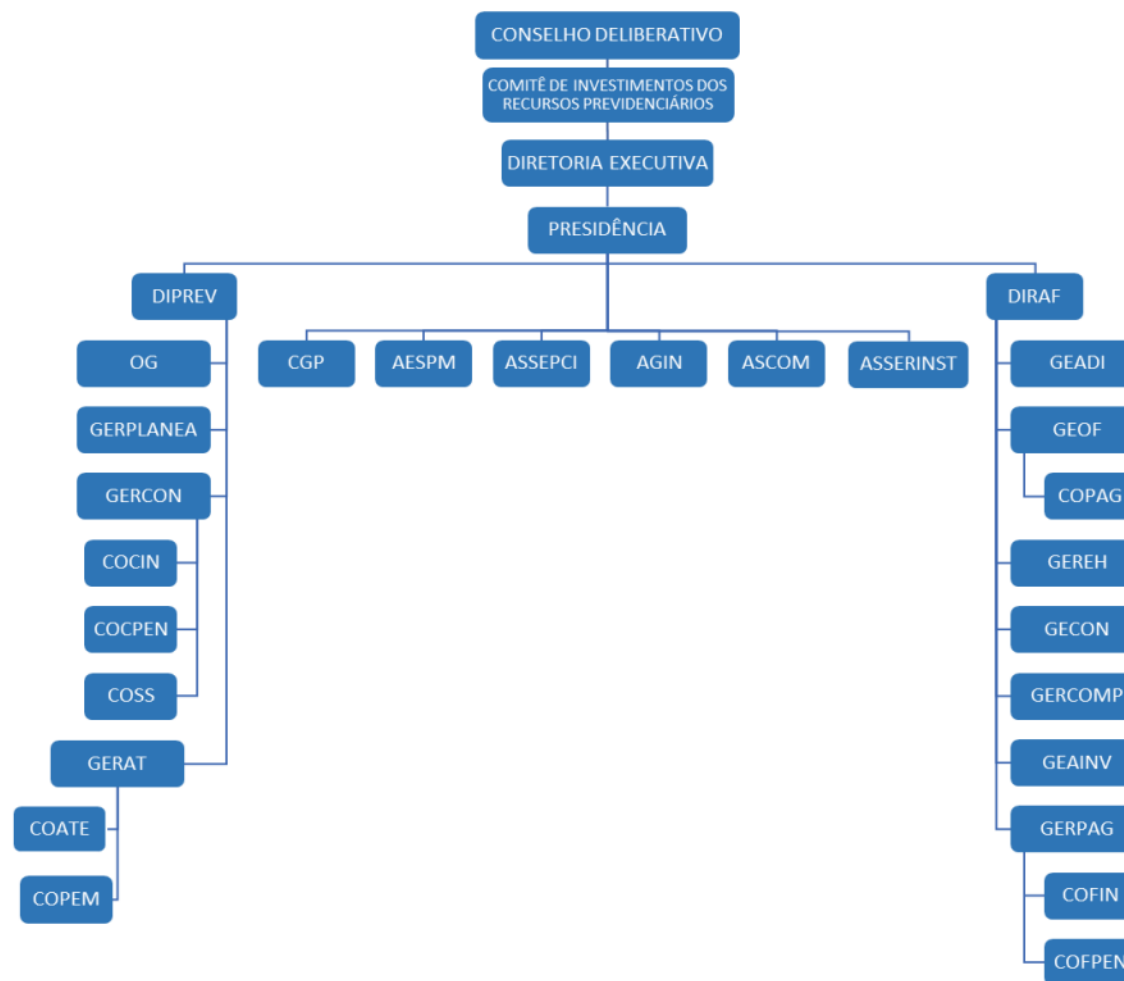 CONSELHO DELIBERATIVO
COMITÊ DE INVESTIMENTOS DOS
RECURSOS PREVIDENCIÁRIOS
DIRETORIA EXECUTIVA
PRESIDÊNCIA
DIPREV
DIRAF
OG
CGP
AESPM
ASSEPCI
AGIN
ASCOM
ASSERINST
GEADI
GERPLANEA
GEOF
GERCON
COPAG
COCIN
GEREH
COCPEN
GECON
COSS
GERCOMP
GERAT
GEAINV
COATE
GERPAG
COPEM
COFIN
COFPEN